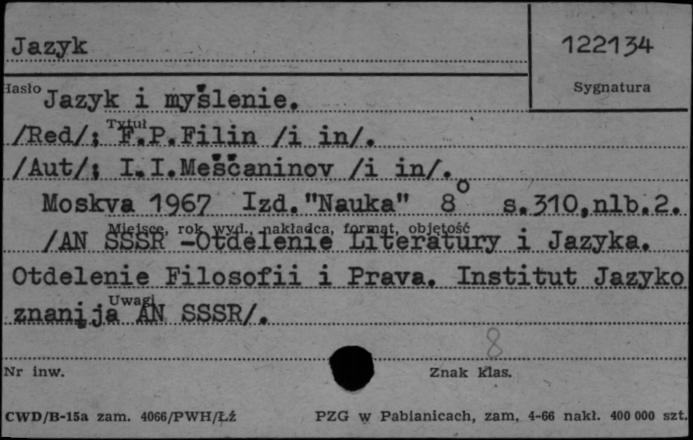 Jazyk
122134
Hasło
Sygnatura
Jazyk i myšlenie.
Tytuł
/Red/; F.P.Filin /i in/.
/Aut/; I.I.Meščaninov /i in/.
Moskva 1967 Izd."Nauka" 8° s.310,nlb.2.
Miejsce, rok wyd., nakładca, format, objętość
/AN SSSR -Otdelenie Literatury i Jazyka.
Otdelenie Filosofii i Prava. Institut Jazyko
Uwagi
znanija AN SSSR/.
8
Nr inw.
Znak klas.
CWD/B-15a zam. 4066/PWH/Łź
PZG w Pabianicach, zam. 4-66 nakł. 400 000 szt.